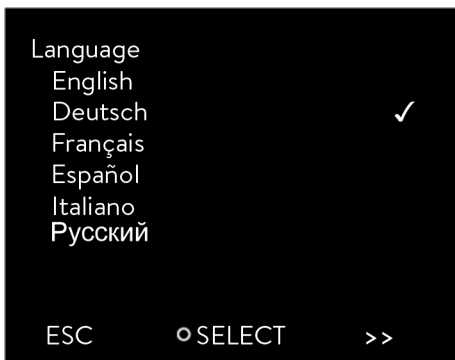 Language
English
Deutsch ✓
Français
Español
Italiano
Русский
ESC SELECT >>